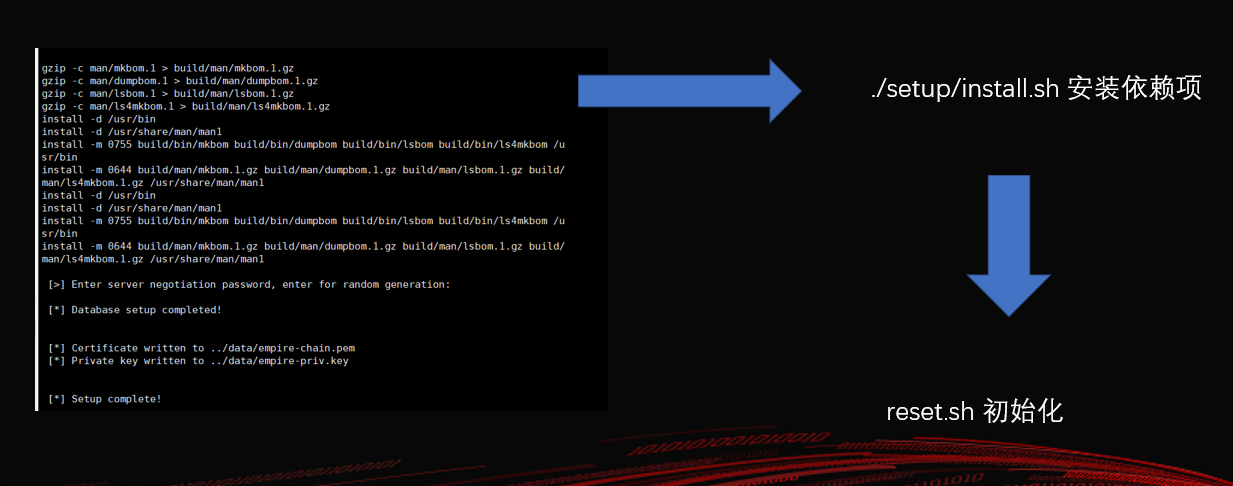 gzip -c man/mkbom.1 > build/man/mkbom.1.gz
gzip -c man/dumpbom.1 > build/man/dumpbom.1.gz
gzip -c man/lsbom.1 > build/man/lsbom.1.gz
gzip -c man/ls4mkbom.1 > build/man/ls4mkbom.1.gz
install -d /usr/bin
install -d /usr/share/man/man1
install -m 0755 build/bin/mkbom build/bin/dumpbom build/bin/lsbom build/bin/ls4mkbom /u
sr/bin
install -m 0644 build/man/mkbom.1.gz build/man/dumpbom.1.gz build/man/lsbom.1.gz build/
man/ls4mkbom.1.gz /usr/share/man/man1
install -d /usr/bin
install -d /usr/share/man/man1
install -m 0755 build/bin/mkbom build/bin/dumpbom build/bin/lsbom build/bin/ls4mkbom /u
sr/bin
install -m 0644 build/man/mkbom.1.gz build/man/dumpbom.1.gz build/man/lsbom.1.gz build/
man/ls4mkbom.1.gz /usr/share/man/man1
[>] Enter server negotiation password, enter for random generation:
[*] Database setup completed!
[*] Certificate written to ../data/empire-chain.pem
[*] Private key written to ../data/empire-priv.key
[*] Setup complete!
./setup/install.sh 安装依赖项
reset.sh 初始化